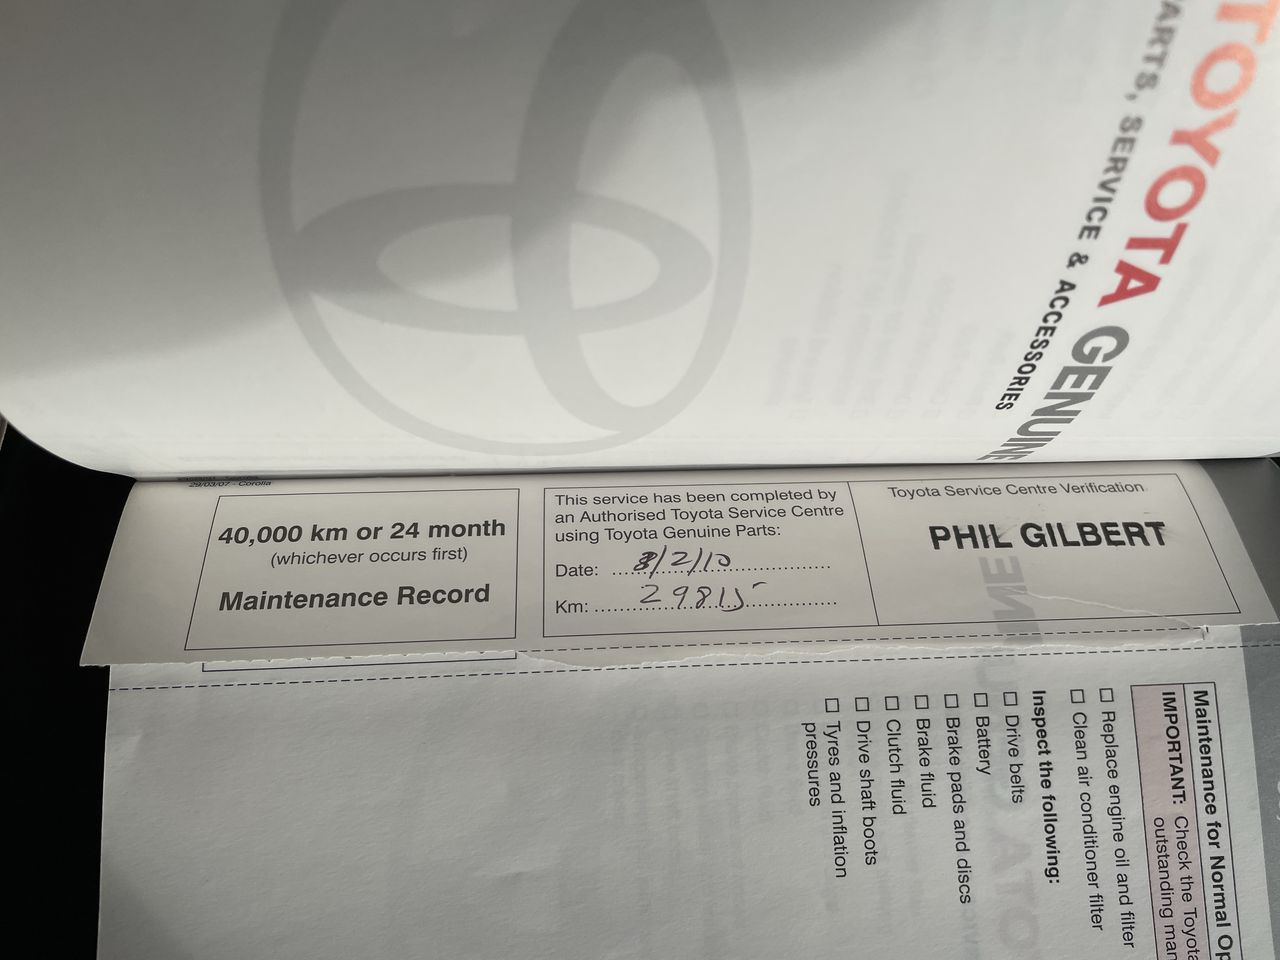 TOYOTA GENUINE
PARTS, SERVICE & ACCESSORIES
29/03/07 - Corolla
40,000 km or 24 month
(whichever occurs first)
Maintenance Record
This service has been completed by
an Authorised Toyota Service Centre
using Toyota Genuine Parts:
Date: 8/2/10
Km: 29815
Toyota Service Centre Verification
PHIL GILBERT
Maintenance for Normal Op
IMPORTANT: Check the Toyota
outstanding
☐ Replace engine oil and filter
☐ Clean air conditioner filter
Inspect the following:
☐ Drive belts
☐ Battery
☐ Brake pads and discs
☐ Brake fluid
☐ Clutch fluid
☐ Drive shaft boots
☐ Tyres and inflation
pressures